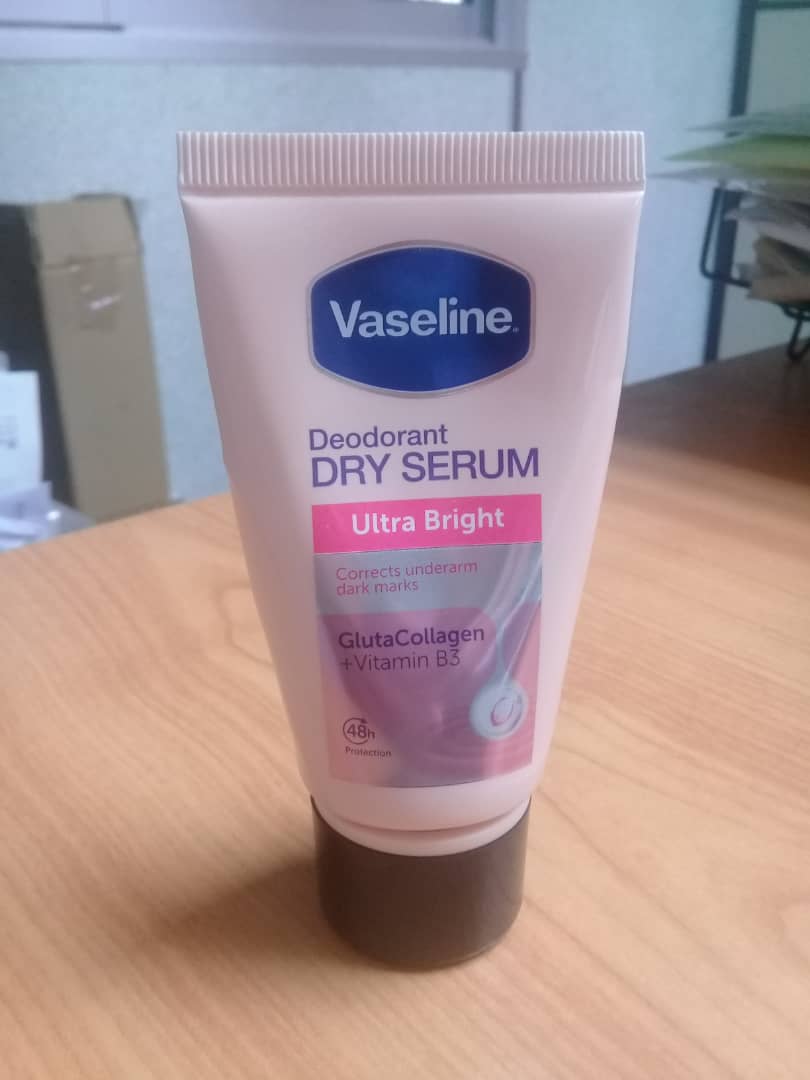 Vaseline
Deodorant
DRY SERUM
Ultra Bright
Corrects underarm
dark marks
GlutaCollagen
+Vitamin B3
48h
Protection